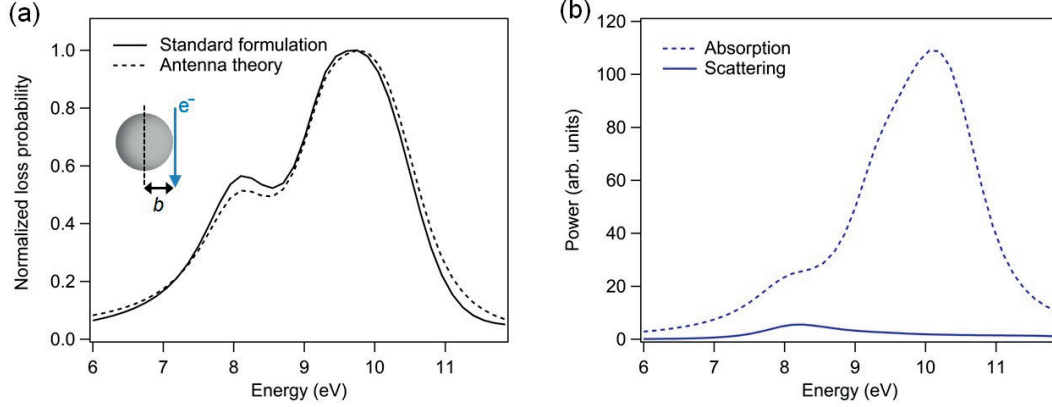 (a)
Normalized loss probability
1.0
0.8
0.6
0.4
0.2
0.0
Standard formulation
Antenna theory
e⁻
b
6 7 8 9 10 11
Energy (eV)
(b)
Power (arb. units)
120
100
80
60
40
20
0
Absorption
Scattering
6 7 8 9 10 11
Energy (eV)